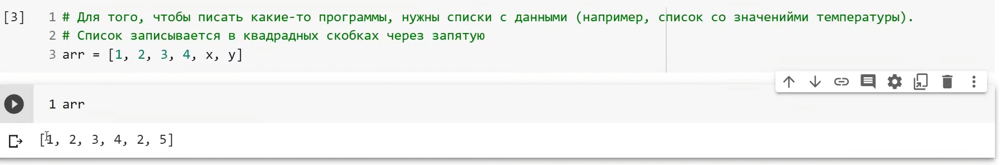 [3] 1 # Для того, чтобы писать какие-то программы, нужны списки с данными (например, список со значенийми температуры).
2 # Список записывается в квадрадных скобках через запятую
3 arr = [1, 2, 3, 4, x, y]
1 arr
[1, 2, 3, 4, 2, 5]